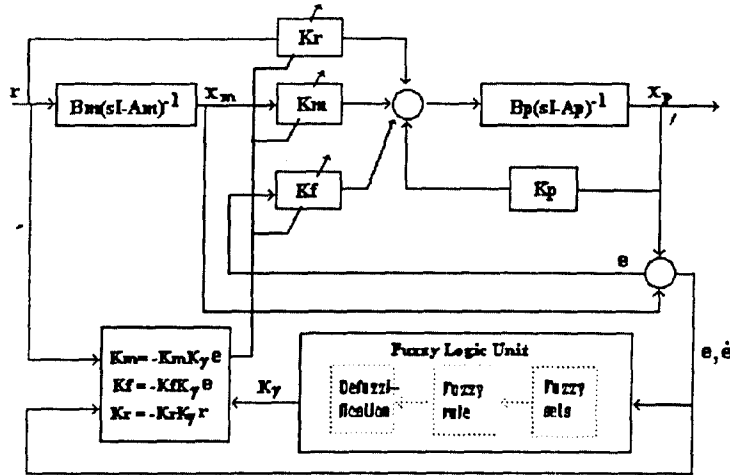 Kr
r
Bm(sI-Am)⁻¹
xₘ
Km
Bp(sI-Ap)⁻¹
xₚ
Kf
Kp
e
e, ė
Km= -KmKγe
Kf= -KfKγe
Kr= -KrKγr
Kγ
Fuzzy Logic Unit
Defuzzi-
fication
Fuzzy
rule
Fuzzy
sets